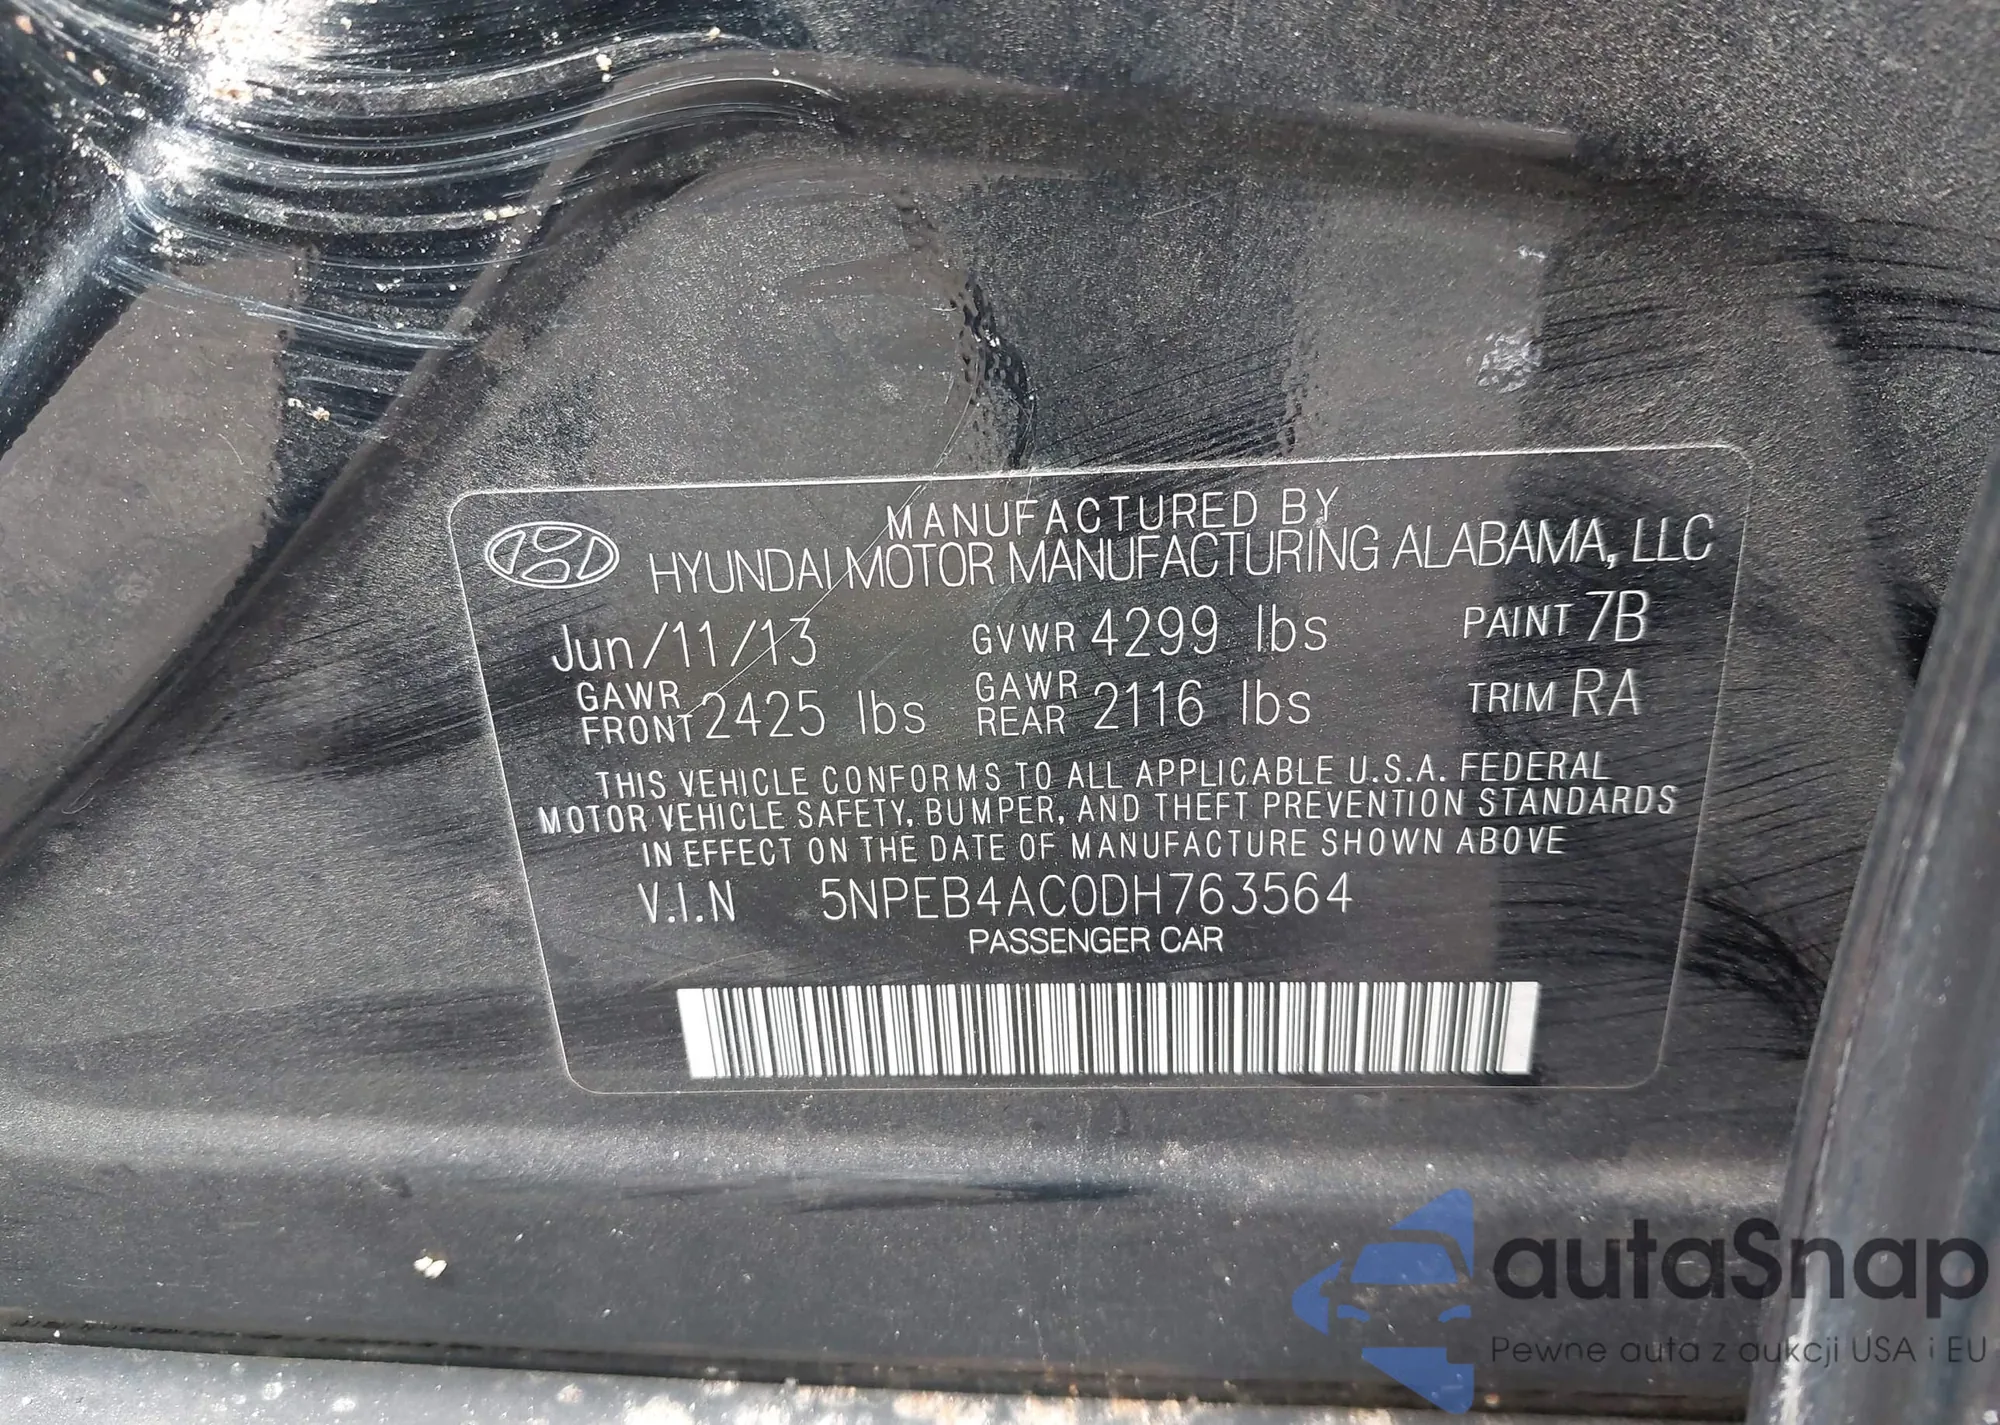 MANUFACTURED BY
HYUNDAI MOTOR MANUFACTURING ALABAMA, LLC
Jun/11/13 GVWR 4299 lbs PAINT 7B
GAWR FRONT 2425 lbs GAWR REAR 2116 lbs TRIM RA
THIS VEHICLE CONFORMS TO ALL APPLICABLE U.S.A. FEDERAL
MOTOR VEHICLE SAFETY, BUMPER, AND THEFT PREVENTION STANDARDS
IN EFFECT ON THE DATE OF MANUFACTURE SHOWN ABOVE
V.I.N 5NPEB4AC0DH763564
PASSENGER CAR
autaSnap
Pewne auta z aukcji USA i EU